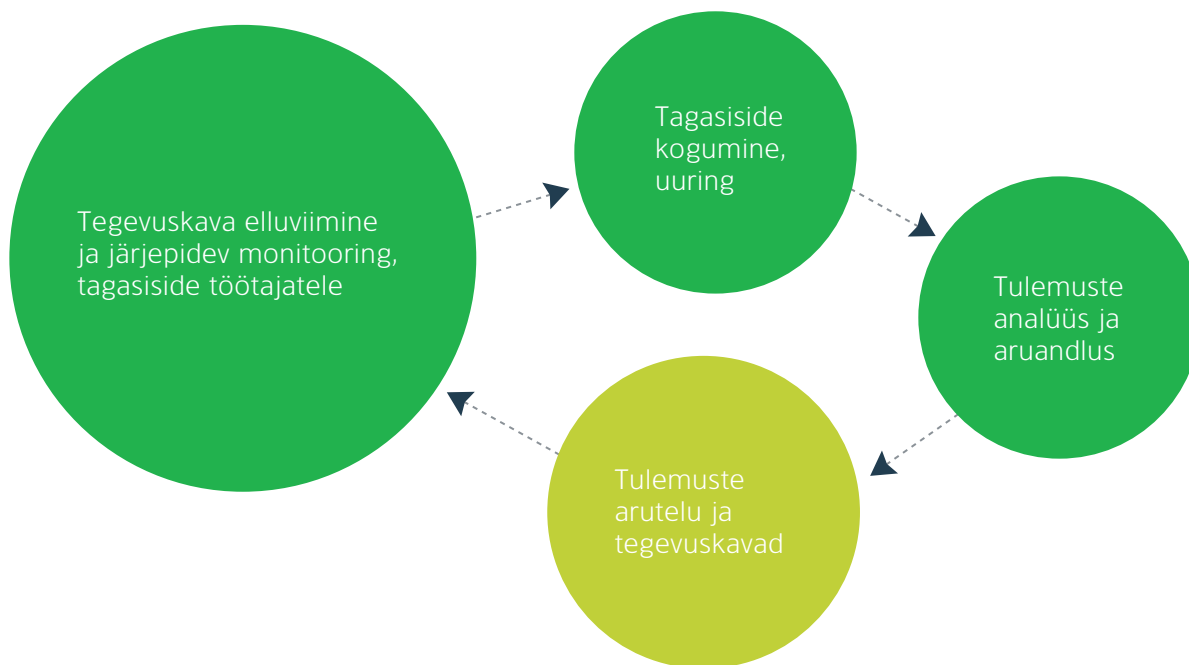 Tegevuskava elluviimine
ja järjepidev monitooring,
tagasiside töötajatele
Tagasiside
kogumine,
uuring
Tulemuste
analüüs ja
aruandlus
Tulemuste
arutelu ja
tegevuskavad